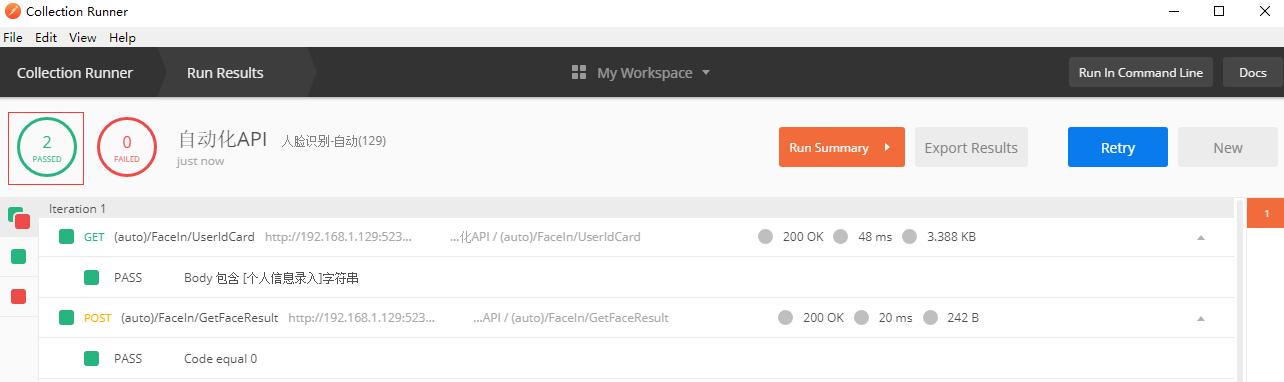 Collection Runner
File Edit View Help
Collection Runner Run Results My Workspace Run In Command Line Docs
2 PASSED
0 FAILED
自动化API 人脸识别-自动(129)
just now
Run Summary Export Results Retry New
Iteration 1
1
GET (auto)/FaceIn/UserIdCard http://192.168.1.129:523... ...化API / (auto)/FaceIn/UserIdCard 200 OK 48 ms 3.388 KB
PASS Body 包含 [个人信息录入]字符串
POST (auto)/FaceIn/GetFaceResult http://192.168.1.129:523... ...API / (auto)/FaceIn/GetFaceResult 200 OK 20 ms 242 B
PASS Code equal 0